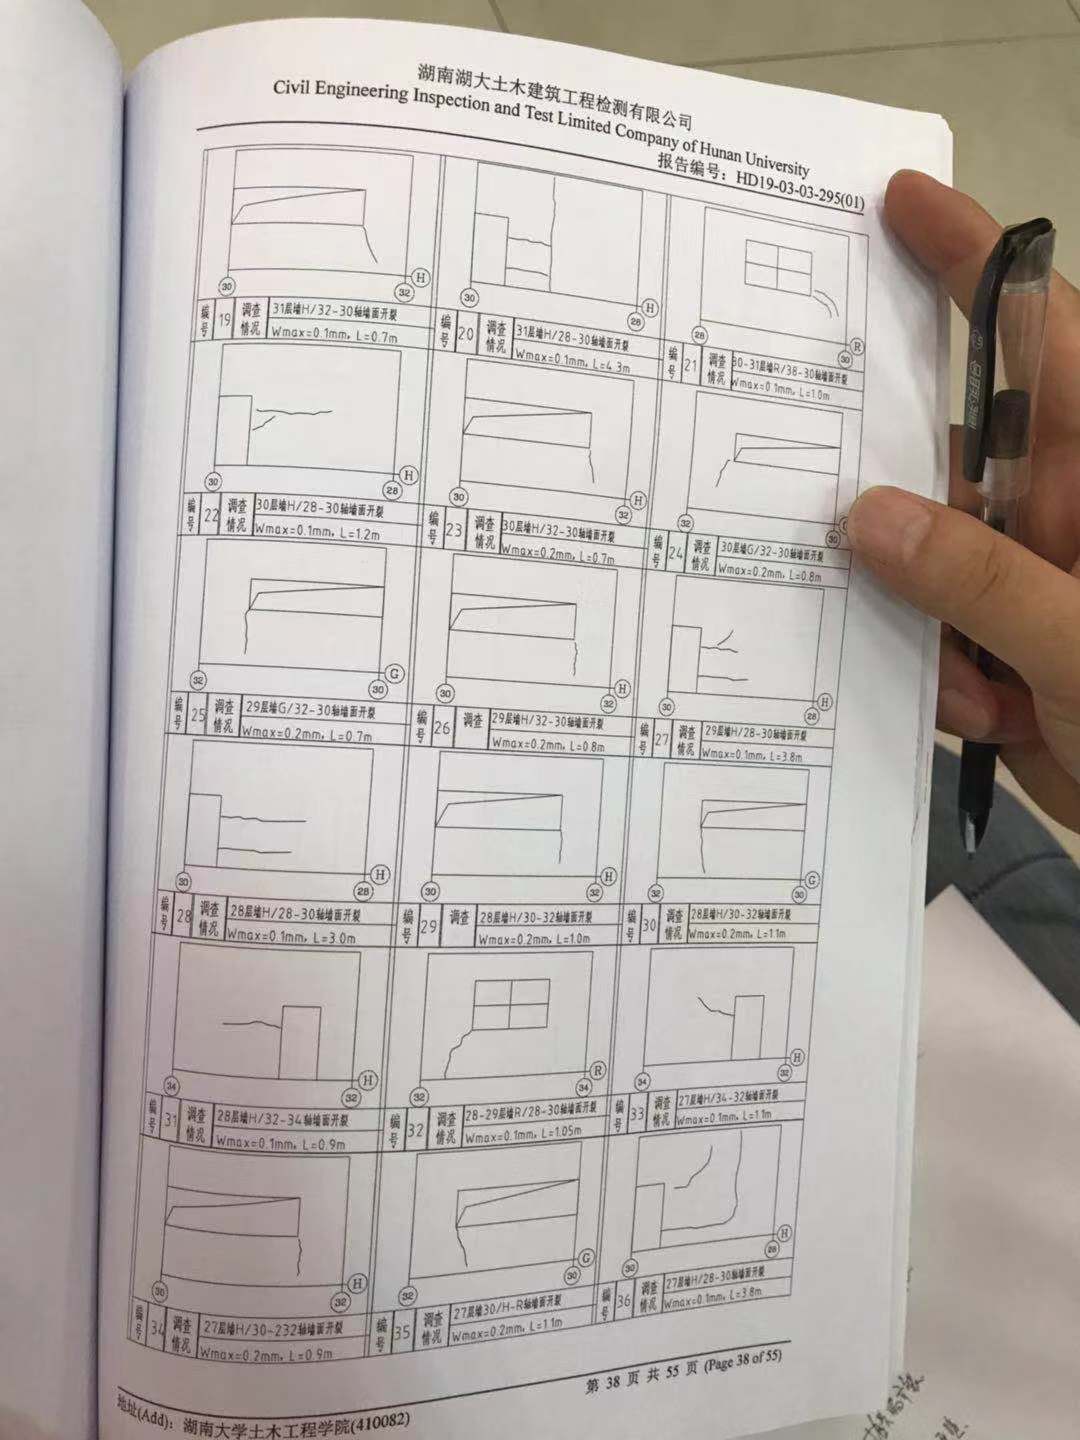 湖南湖大土木建筑工程检测有限公司
Civil Engineering Inspection and Test Limited Company of Hunan University
报告编号：HD19-03-03-295(01)
30 32 H
编号 19 调查情况 31层墙H/32-30轴墙面开裂
Wmax=0.1mm, L=0.7m
30 28 H
编号 20 调查情况 31层墙H/28-30轴墙面开裂
Wmax=0.1mm, L=4.3m
28 30 R
编号 21 调查情况 30-31层墙R/38-30轴墙面开裂
Wmax=0.1mm, L=1.0m
30 28 H
编号 22 调查情况 30层墙H/28-30轴墙面开裂
Wmax=0.1mm, L=1.2m
30 32 H
编号 23 调查情况 30层墙H/32-30轴墙面开裂
Wmax=0.2mm, L=0.7m
32 30
编号 24 调查情况 30层墙G/32-30轴墙面开裂
Wmax=0.2mm, L=0.8m
32 30 G
编号 25 调查情况 29层墙G/32-30轴墙面开裂
Wmax=0.2mm, L=0.7m
30 32 H
编号 26 调查 29层墙H/32-30轴墙面开裂
Wmax=0.2mm, L=0.8m
30 28 H
编号 27 调查情况 29层墙H/28-30轴墙面开裂
Wmax=0.1mm, L=3.8m
30 28 H
编号 28 调查情况 28层墙H/28-30轴墙面开裂
Wmax=0.1mm, L=3.0m
30 32 H
编号 29 调查 28层墙H/30-32轴墙面开裂
Wmax=0.2mm, L=1.0m
32 30 G
编号 30 调查情况 28层墙H/30-32轴墙面开裂
Wmax=0.2mm, L=1.1m
34 32 H
编号 31 调查情况 28层墙H/32-34轴墙面开裂
Wmax=0.1mm, L=0.9m
32 34 R
编号 32 调查情况 28-29层墙R/28-30轴墙面开裂
Wmax=0.1mm, L=1.05m
34 32 H
编号 33 调查情况 27层墙H/34-32轴墙面开裂
Wmax=0.1mm, L=1.1m
30 32 H
编号 34 调查情况 27层墙H/30-232轴墙面开裂
Wmax=0.2mm, L=0.9m
32 30 G
编号 35 调查情况 27层墙30/H-R轴墙面开裂
Wmax=0.2mm, L=1.1m
30 28 H
编号 36 调查情况 27层墙H/28-30轴墙面开裂
Wmax=0.1mm, L=3.8m
第 38 页 共 55 页 (Page 38 of 55)
地址(Add)：湖南大学土木工程学院(410082)